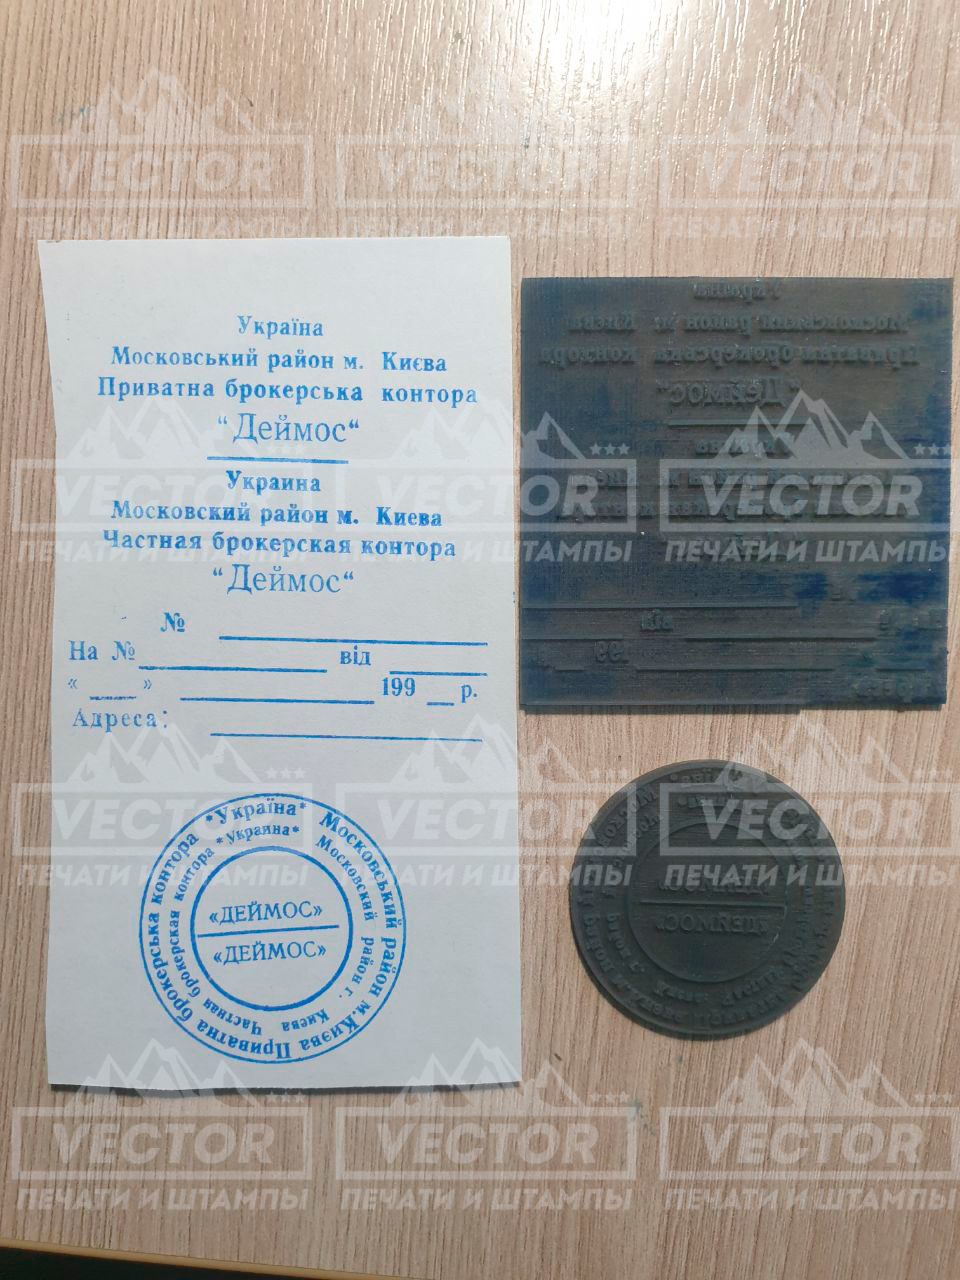 Україна
Московський район м. Києва
Приватна брокерська контора
“Деймос“
Украина
Московский район м. Киева
Частная брокерская контора
“Деймос“
№
На № від
« » 199 р.
Адреса:
*Україна* Московський район м.Киэва Приватна брокерська контора
*Украина* Московский район г. Киева Частная брокерская контора
«ДЕЙМОС»
«ДЕЙМОС»
VECTOR
ПЕЧАТИ И ШТАМПЫ